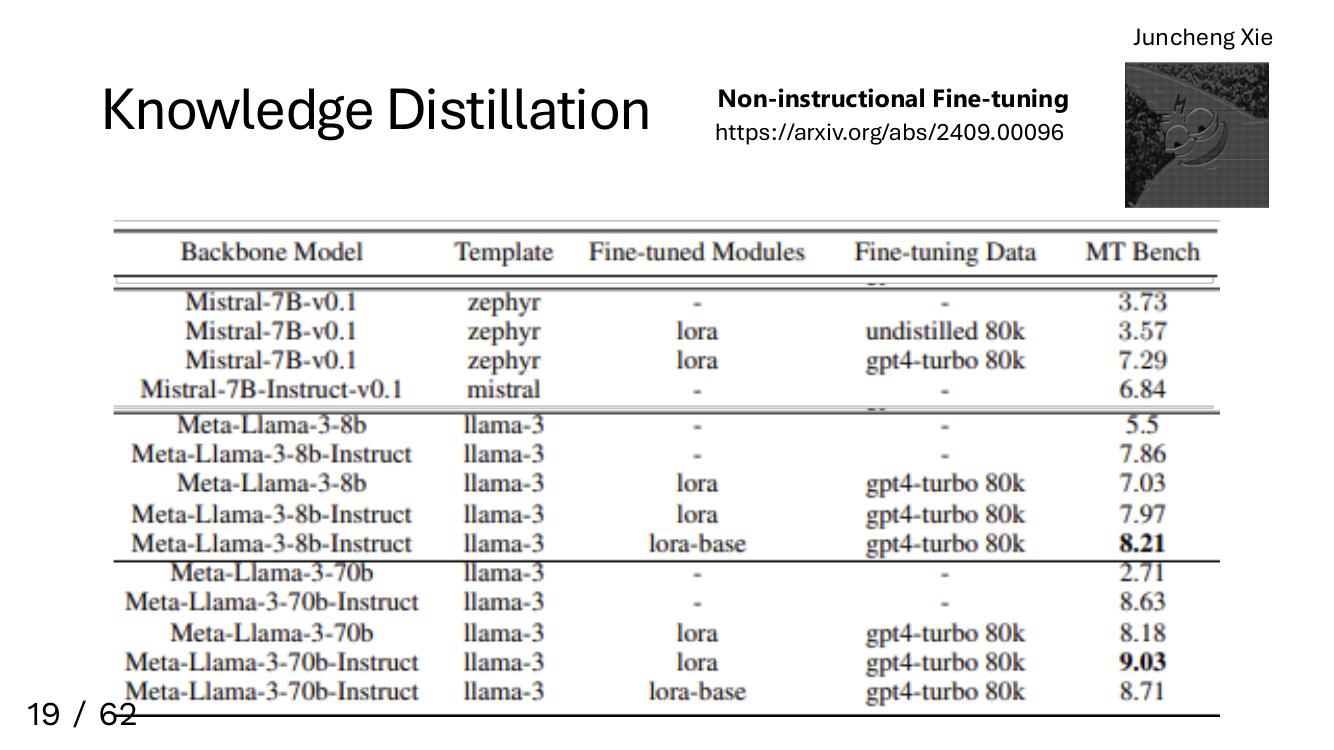 Juncheng Xie
Knowledge Distillation
Non-instructional Fine-tuning
https://arxiv.org/abs/2409.00096
Backbone Model Template Fine-tuned Modules Fine-tuning Data MT Bench
Mistral-7B-v0.1 zephyr - - 3.73
Mistral-7B-v0.1 zephyr lora undistilled 80k 3.57
Mistral-7B-v0.1 zephyr lora gpt4-turbo 80k 7.29
Mistral-7B-Instruct-v0.1 mistral - - 6.84
Meta-Llama-3-8b llama-3 - - 5.5
Meta-Llama-3-8b-Instruct llama-3 - - 7.86
Meta-Llama-3-8b llama-3 lora gpt4-turbo 80k 7.03
Meta-Llama-3-8b-Instruct llama-3 lora gpt4-turbo 80k 7.97
Meta-Llama-3-8b-Instruct llama-3 lora-base gpt4-turbo 80k 8.21
Meta-Llama-3-70b llama-3 - - 2.71
Meta-Llama-3-70b-Instruct llama-3 - - 8.63
Meta-Llama-3-70b llama-3 lora gpt4-turbo 80k 8.18
Meta-Llama-3-70b-Instruct llama-3 lora gpt4-turbo 80k 9.03
Meta-Llama-3-70b-Instruct llama-3 lora-base gpt4-turbo 80k 8.71
19 / 62